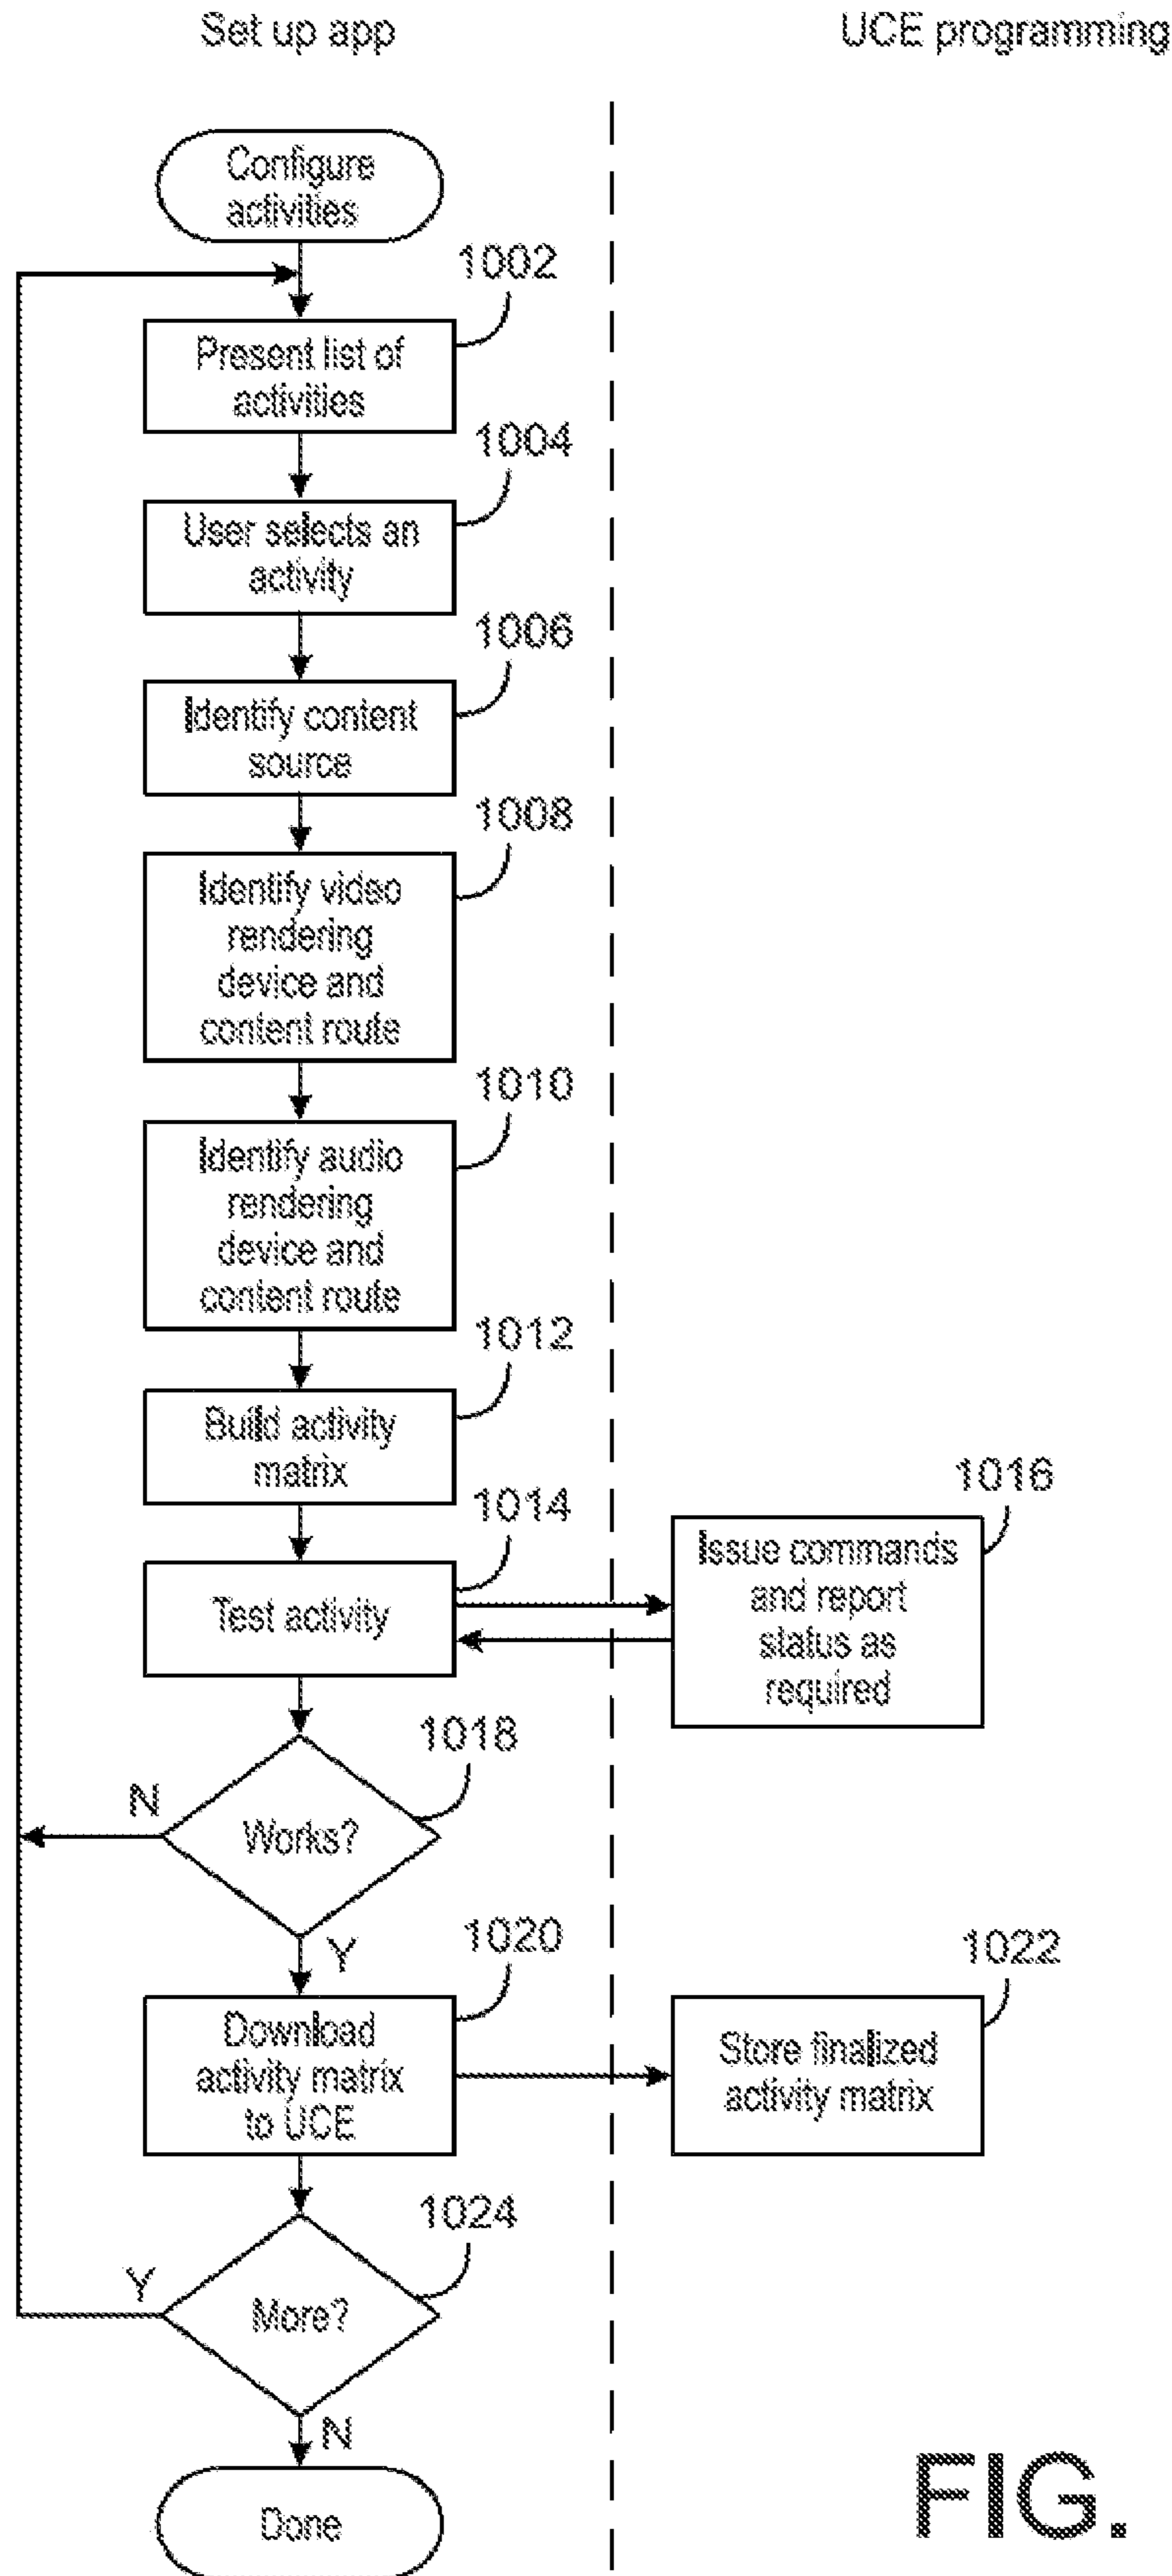 Set up app
UCE programming
Configure
activities
1002
Present list of
activities
1004
User selects an
activity
1006
Identify content
source
1008
Identify video
rendering
device and
content route
1010
Identify audio
rendering
device and
content route
1012
Build activity
matrix
1014
Test activity
1016
Issue commands
and report
status as
required
1018
N
Works?
Y
1020
Download
activity matrix
to UCE
1022
Store finalized
activity matrix
1024
Y
More?
N
Done
FIG.